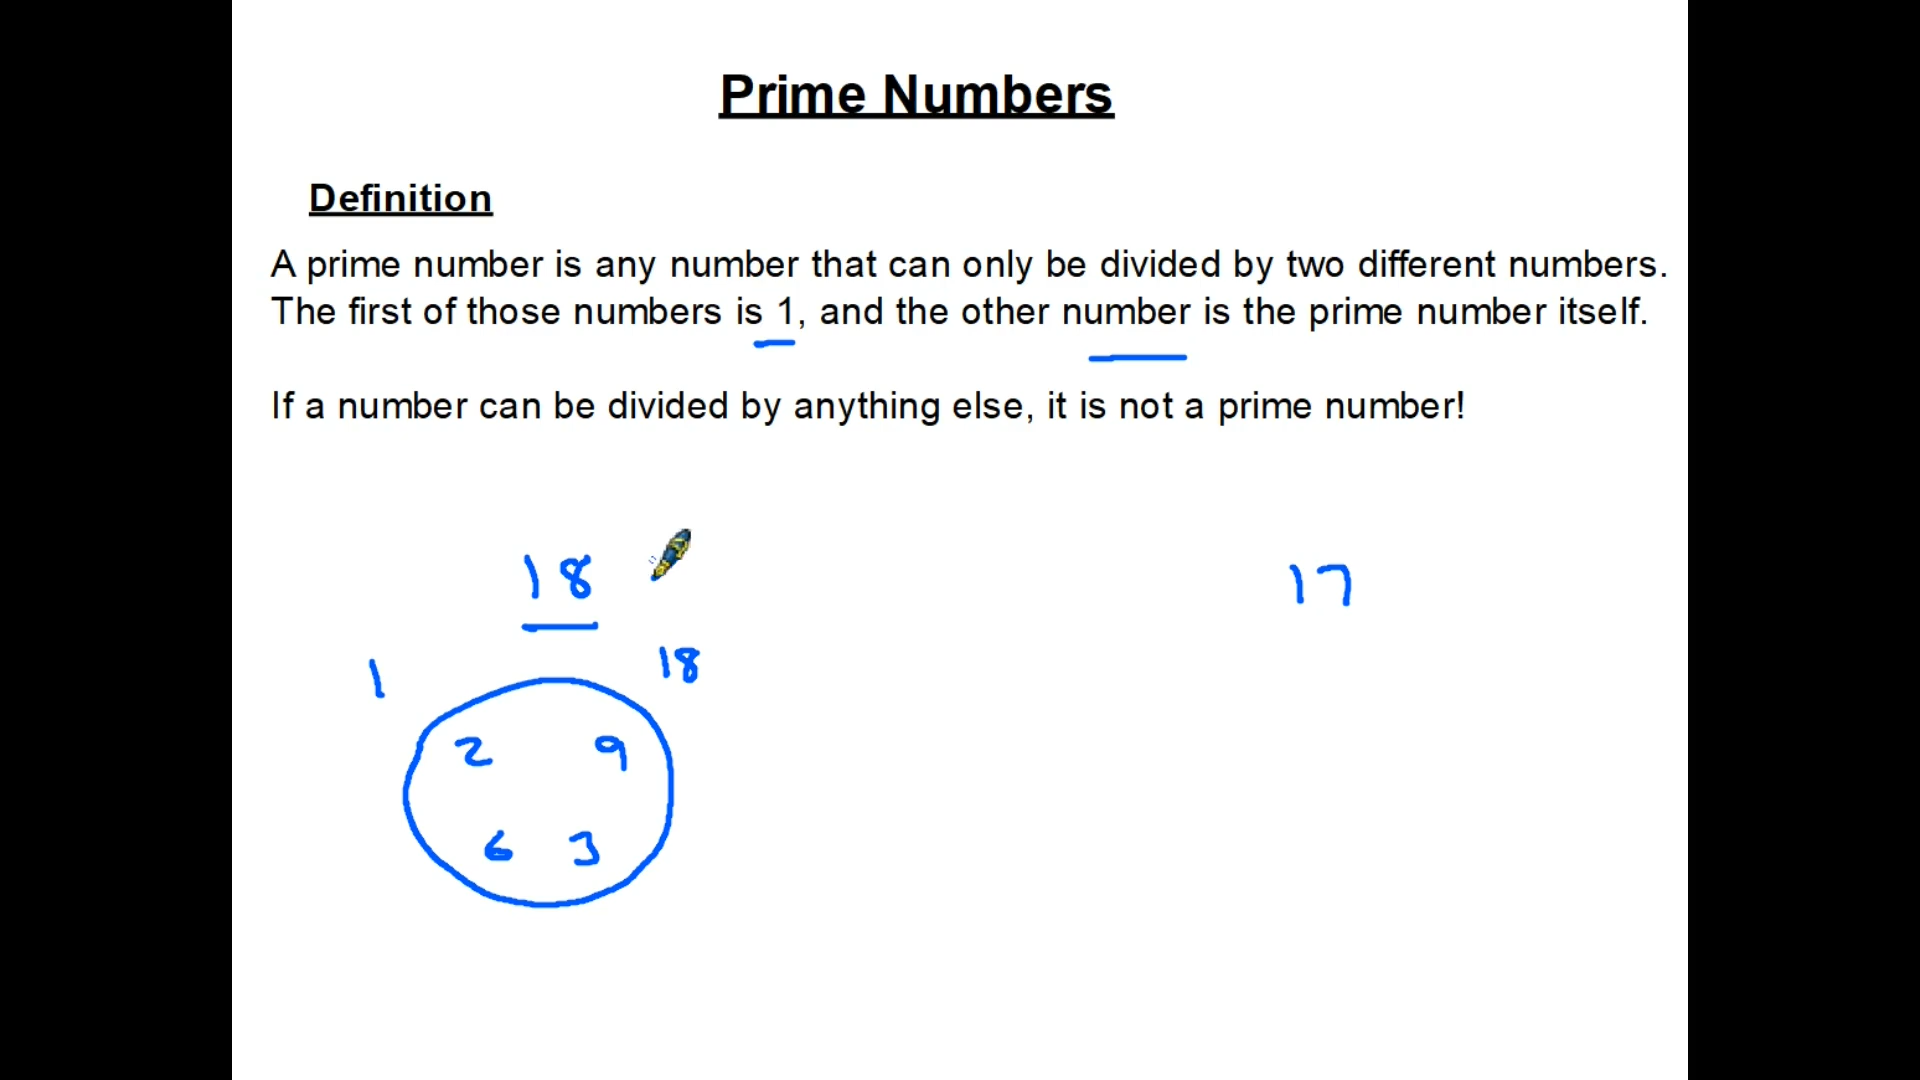 Prime Numbers
Definition
A prime number is any number that can only be divided by two different numbers.
The first of those numbers is 1, and the other number is the prime number itself.
If a number can be divided by anything else, it is not a prime number!
18 17
1 18
2 9
6 3